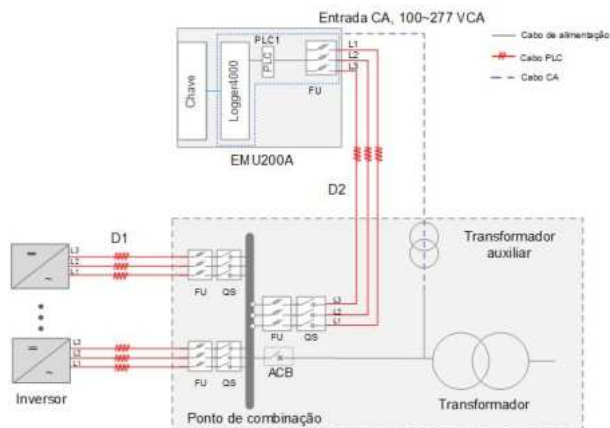 Entrada CA, 100~277 VCA
Cabo de alimentação
Cabo PLC
Cabo CA
PLC1
L1
L2
L3
Chave
Logger4000
PLC
FU
EMU200A
D2
D1
Transformador
auxiliar
L3
L2
L1
FU
QS
L3
L2
L1
FU
QS
L3
L2
L1
FU
QS
ACB
Inversor
Ponto de combinação
Transformador